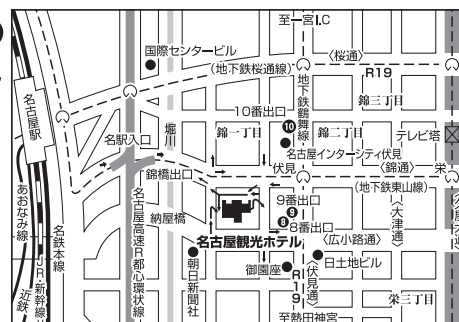 至一宮I.C
国際センタービル
〈桜通〉
(地下鉄桜通線)
R19
地下鉄鶴舞線
名古屋駅
10番出口
錦三丁目
名駅入口
堀川
錦一丁目
10
錦二丁目
テレビ塔
名古屋インターシティ伏見
錦橋出口
伏見
〈錦通〉
栄
(地下鉄東山線)
あおなみ線
名鉄本線
名古屋高速R都心環状線
納屋橋
9番出口
9
8
8番出口
〈大津通〉
名古屋観光ホテル
〈広小路通〉
JR・新幹線
近鉄
朝日新聞社
御園座
日土地ビル
R19
〈伏見通〉
栄三丁目
至熱田神宮